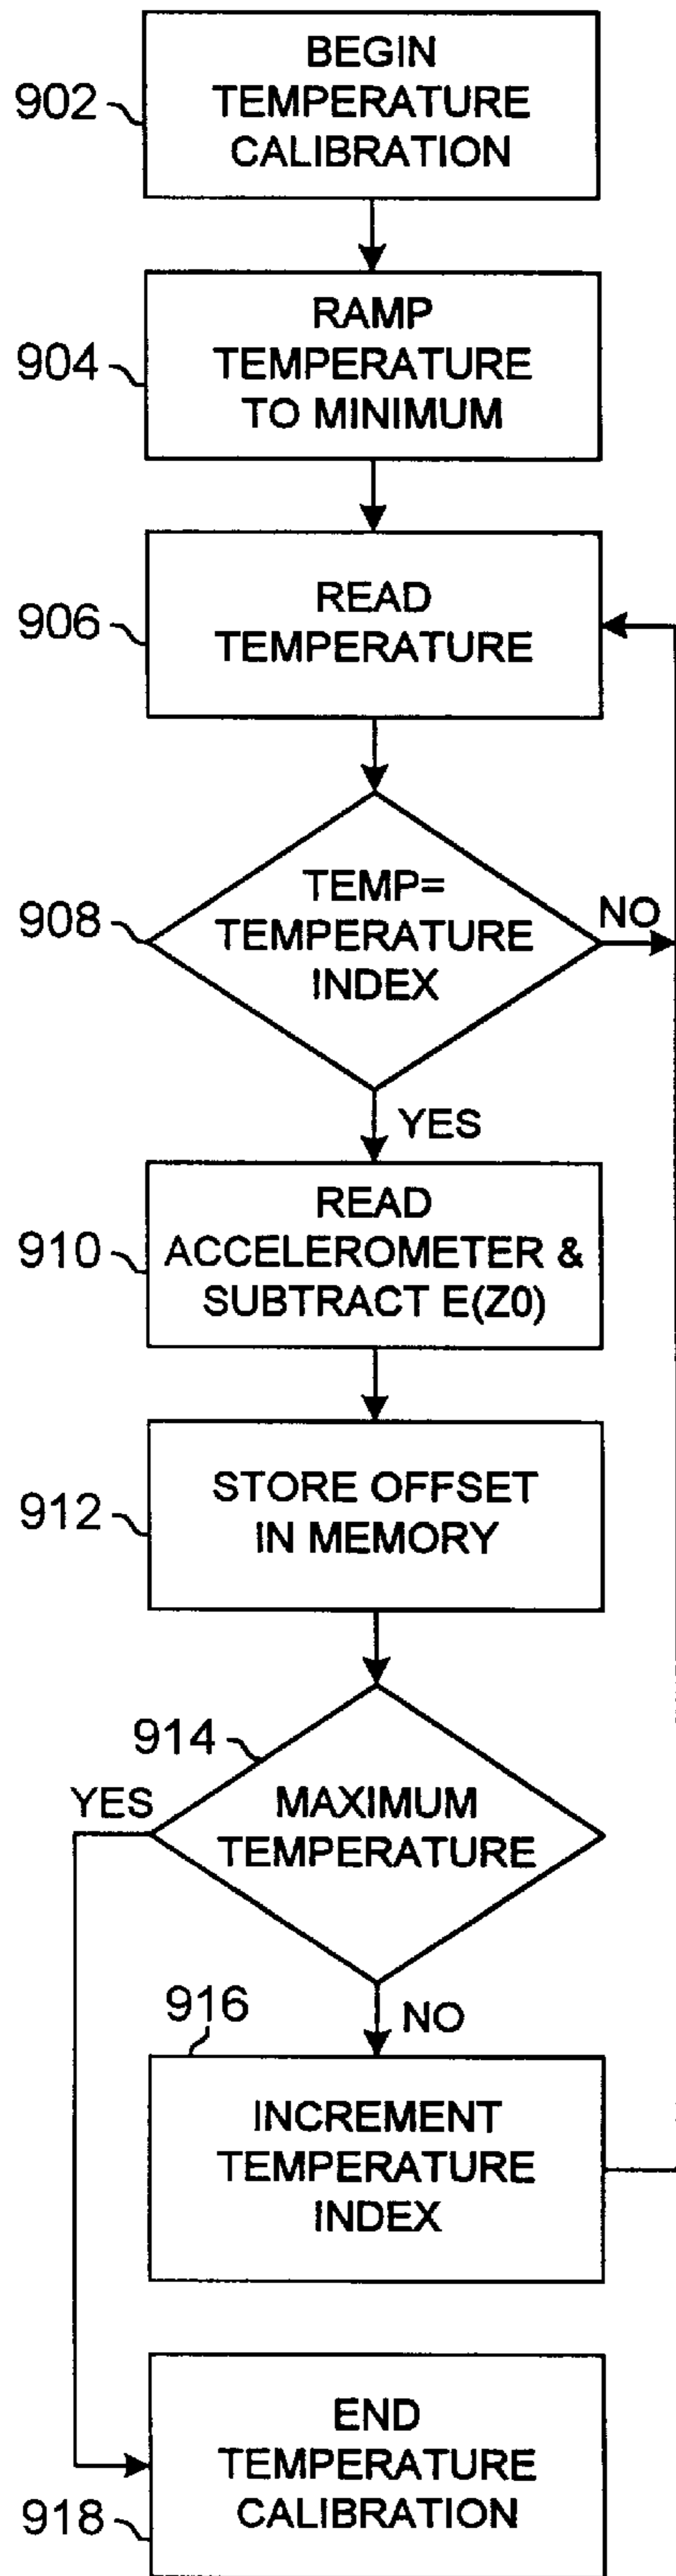 BEGIN
TEMPERATURE
CALIBRATION
902
RAMP
TEMPERATURE
TO MINIMUM
904
READ
TEMPERATURE
906
TEMP=
TEMPERATURE
INDEX
908
NO
YES
READ
ACCELEROMETER &
SUBTRACT E(Z0)
910
STORE OFFSET
IN MEMORY
912
914
YES
MAXIMUM
TEMPERATURE
916
NO
INCREMENT
TEMPERATURE
INDEX
END
TEMPERATURE
CALIBRATION
918